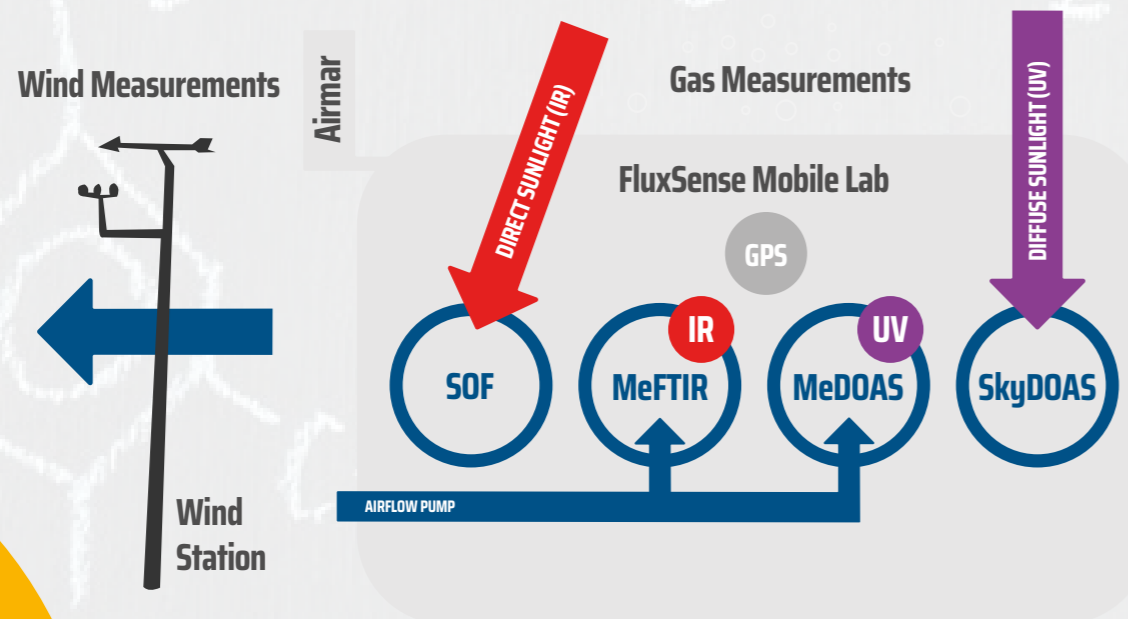 Wind Measurements
Airmar
Gas Measurements
DIRECT SUNLIGHT (IR)
DIFFUSE SUNLIGHT (UV)
FluxSense Mobile Lab
GPS
IR
UV
SOF
MeFTIR
MeDOAS
SkyDOAS
AIRFLOW PUMP
Wind
Station